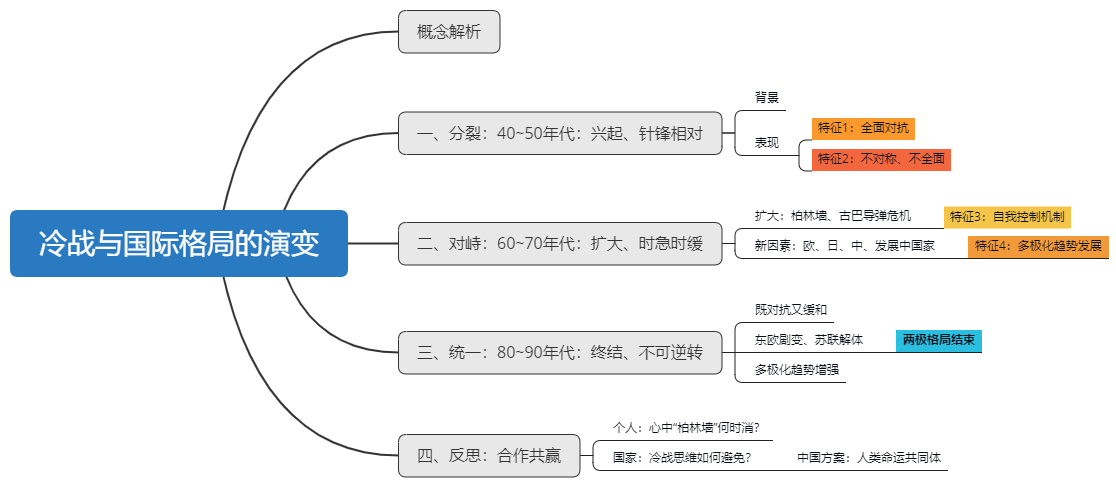 冷战与国际格局的演变
概念解析
一、分裂：40~50年代：兴起、针锋相对
背景
表现
特征1：全面对抗
特征2：不对称、不全面
二、对峙：60~70年代：扩大、时急时缓
扩大：柏林墙、古巴导弹危机
特征3：自我控制机制
新因素：欧、日、中、发展中国家
特征4：多极化趋势发展
三、统一：80~90年代：终结、不可逆转
既对抗又缓和
东欧剧变、苏联解体
两极格局结束
多极化趋势增强
四、反思：合作共赢
个人：心中“柏林墙”何时消？
国家：冷战思维如何避免？
中国方案：人类命运共同体